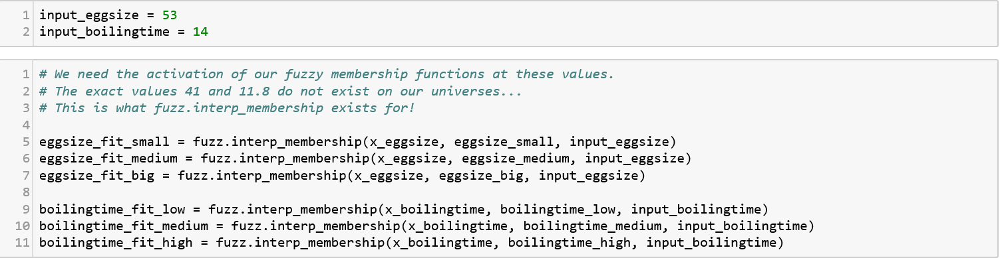 1 input_eggsize = 53
2 input_boilingtime = 14
1 # We need the activation of our fuzzy membership functions at these values.
2 # The exact values 41 and 11.8 do not exist on our universes...
3 # This is what fuzz.interp_membership exists for!
4
5 eggsize_fit_small = fuzz.interp_membership(x_eggsize, eggsize_small, input_eggsize)
6 eggsize_fit_medium = fuzz.interp_membership(x_eggsize, eggsize_medium, input_eggsize)
7 eggsize_fit_big = fuzz.interp_membership(x_eggsize, eggsize_big, input_eggsize)
8
9 boilingtime_fit_low = fuzz.interp_membership(x_boilingtime, boilingtime_low, input_boilingtime)
10 boilingtime_fit_medium = fuzz.interp_membership(x_boilingtime, boilingtime_medium, input_boilingtime)
11 boilingtime_fit_high = fuzz.interp_membership(x_boilingtime, boilingtime_high, input_boilingtime)